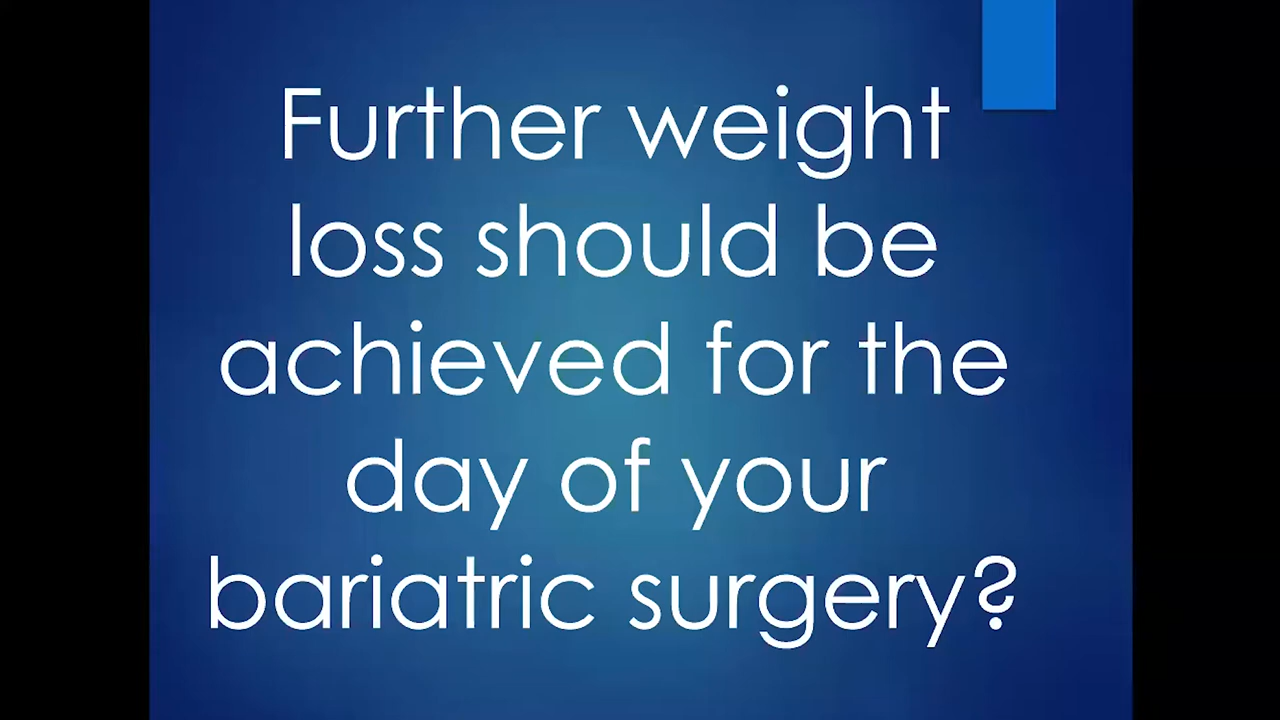 Further weight
loss should be
achieved for the
day of your
bariatric surgery?